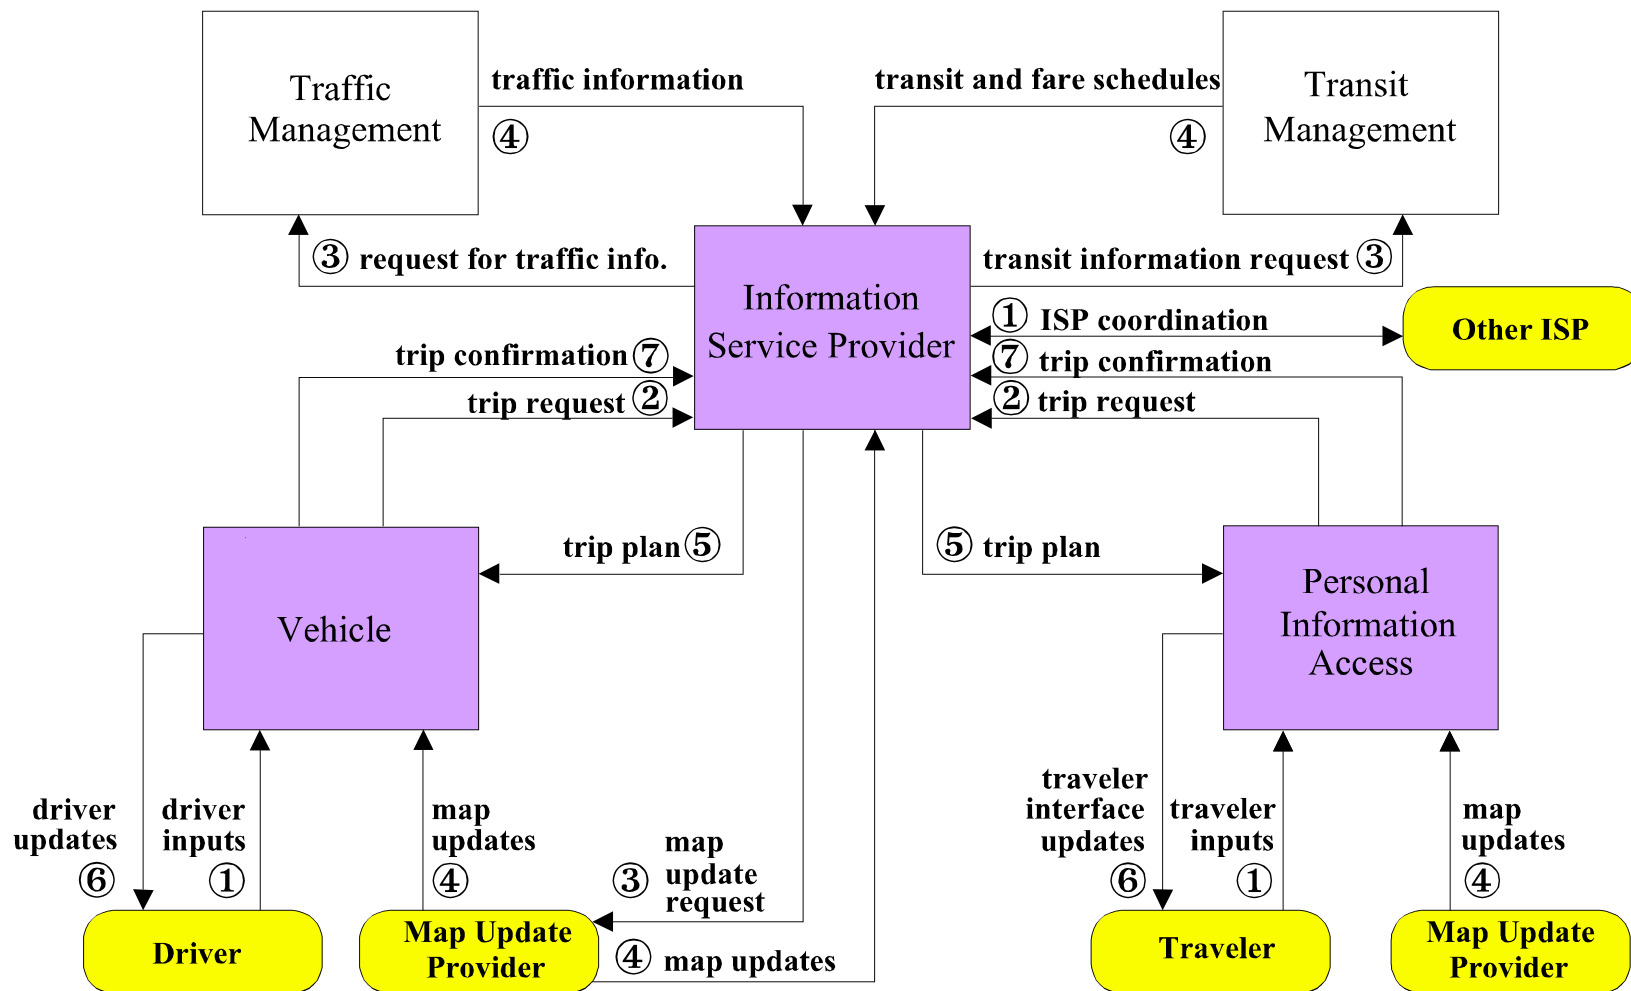 Traffic
Management
traffic information
④
transit and fare schedules
④
Transit
Management
③ request for traffic info.
transit information request ③
Information
Service Provider
① ISP coordination
Other ISP
trip confirmation ⑦
⑦ trip confirmation
trip request ②
② trip request
trip plan ⑤
⑤ trip plan
Vehicle
Personal
Information
Access
driver
updates
⑥
driver
inputs
①
map
updates
④
map
③ update
request
traveler
interface
updates
⑥
traveler
inputs
①
map
updates
④
Driver
Map Update
Provider
④ map updates
Traveler
Map Update
Provider